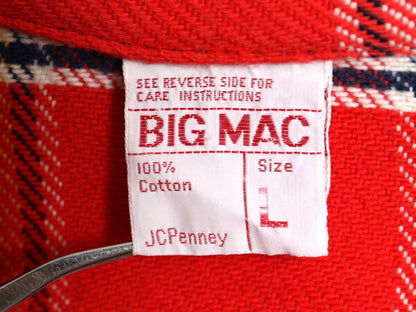 SEE REVERSE SIDE FOR
CARE INSTRUCTIONS
BIG MAC
100%
Cotton
Size
L
JCPenney